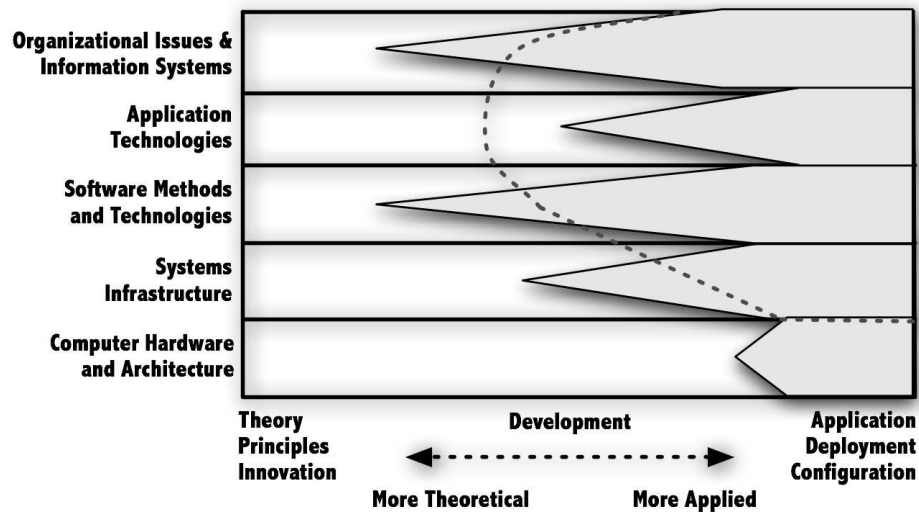 Organizational Issues &
Information Systems
Application
Technologies
Software Methods
and Technologies
Systems
Infrastructure
Computer Hardware
and Architecture
Theory
Principles
Innovation
Development
Application
Deployment
Configuration
More Theoretical
More Applied